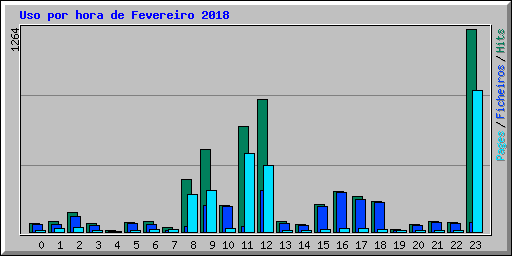 Uso por hora de Fevereiro 2018
1264
Pages / Ficheiros / Hits
0 1 2 3 4 5 6 7 8 9 10 11 12 13 14 15 16 17 18 19 20 21 22 23